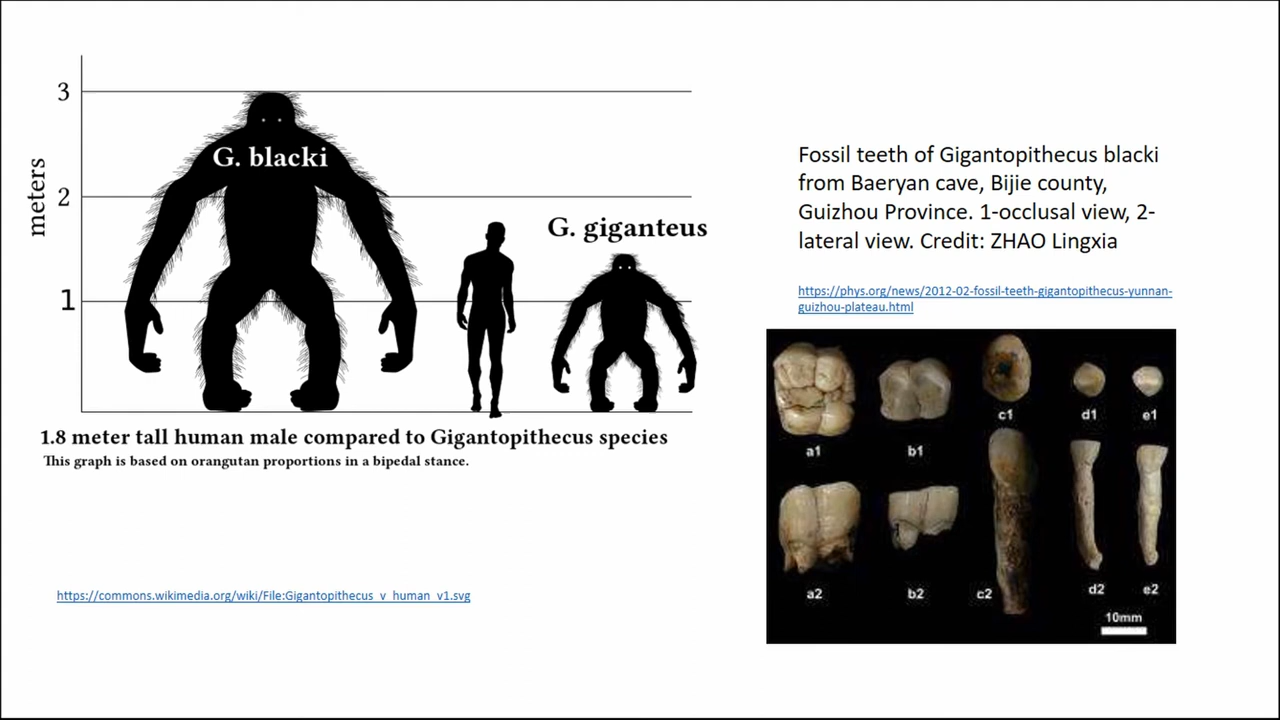 3
2
1
meters
G. blacki
G. giganteus
1.8 meter tall human male compared to Gigantopithecus species
This graph is based on orangutan proportions in a bipedal stance.
https://commons.wikimedia.org/wiki/File:Gigantopithecus_v_human_v1.svg
Fossil teeth of Gigantopithecus blacki
from Baeryan cave, Bijie county,
Guizhou Province. 1-occlusal view, 2-
lateral view. Credit: ZHAO Lingxia
https://phys.org/news/2012-02-fossil-teeth-gigantopithecus-yunnan-
guizhou-plateau.html
a1
b1
c1
d1
e1
a2
b2
c2
d2
e2
10mm